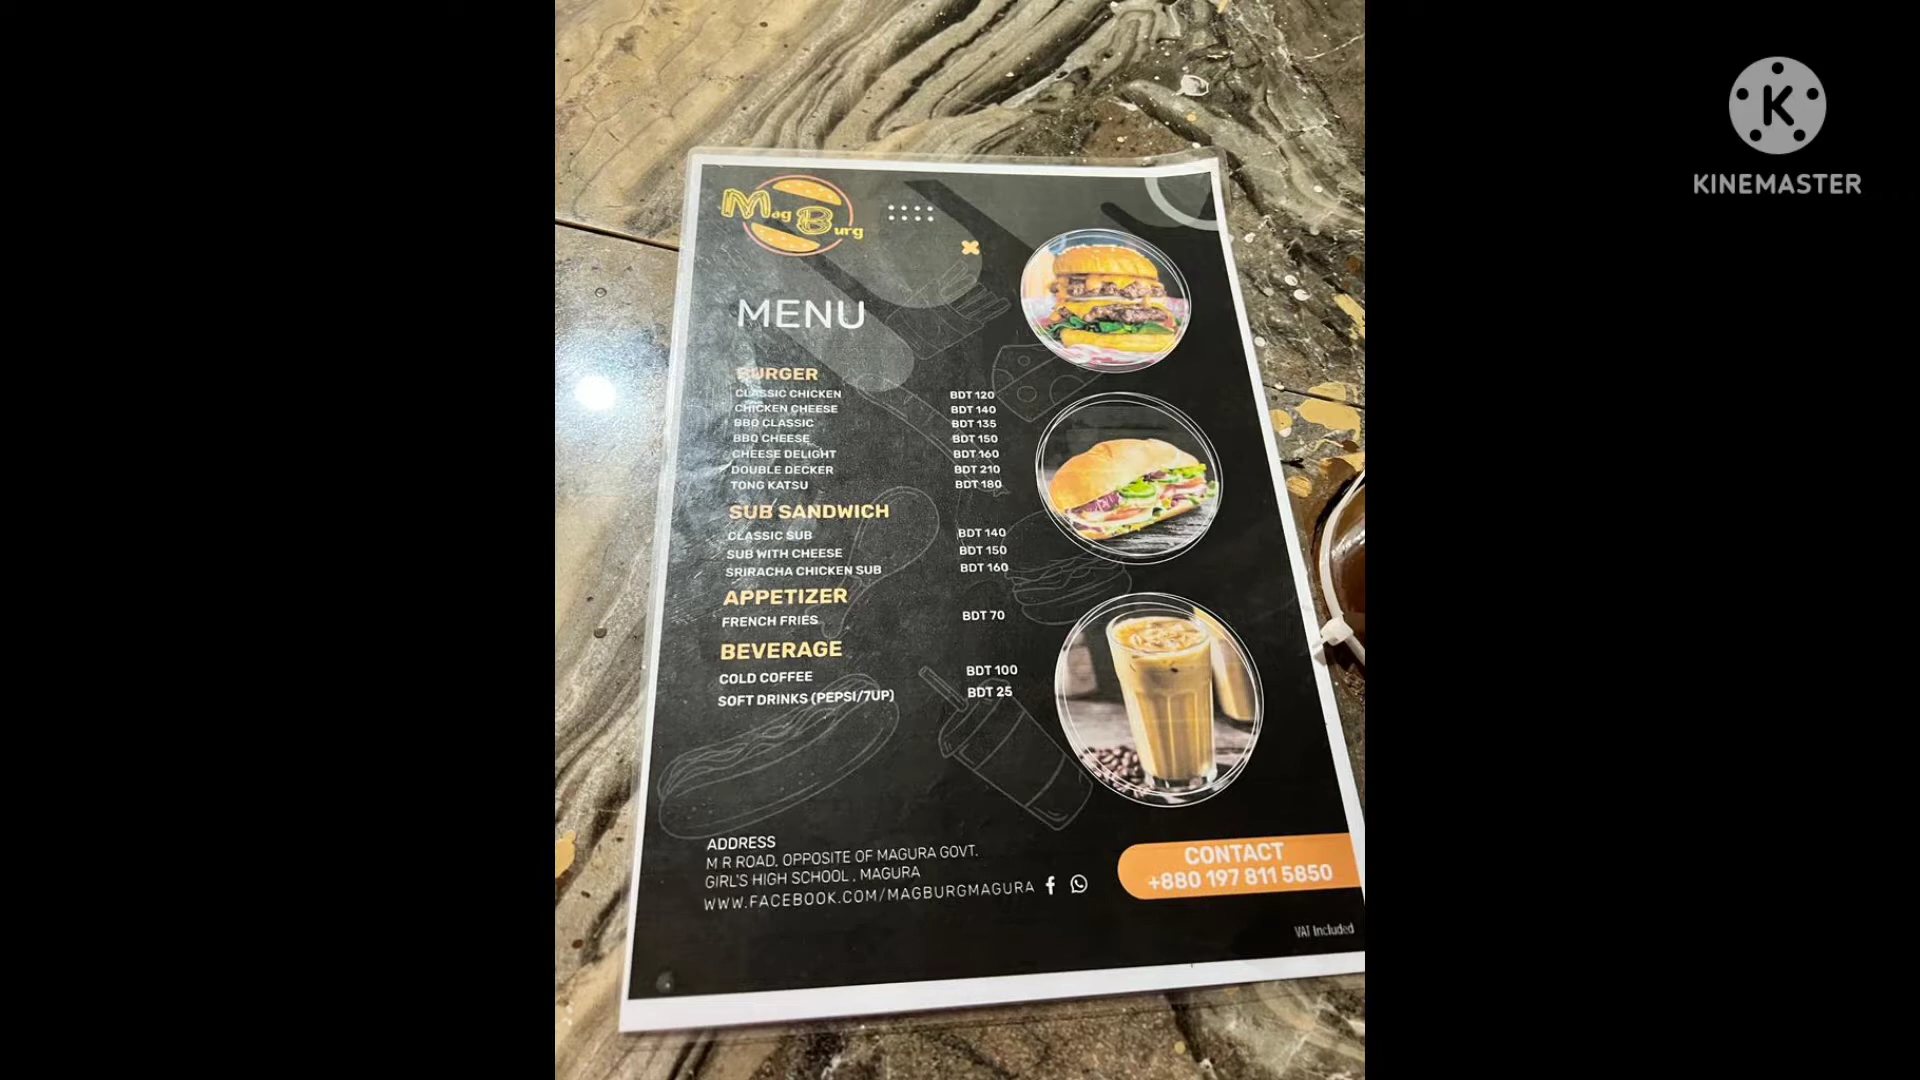 KINEMASTER
Mag Burg
MENU
BURGER
CLASSIC CHICKEN BDT 120
CHICKEN CHEESE BDT 140
BBQ CLASSIC BDT 135
BBQ CHEESE BDT 150
CHEESE DELIGHT BDT 160
DOUBLE DECKER BDT 210
TONG KATSU BDT 180
SUB SANDWICH
CLASSIC SUB BDT 140
SUB WITH CHEESE BDT 150
SRIRACHA CHICKEN SUB BDT 160
APPETIZER
FRENCH FRIES BDT 70
BEVERAGE
COLD COFFEE BDT 100
SOFT DRINKS (PEPSI/7UP) BDT 25
ADDRESS
M R ROAD, OPPOSITE OF MAGURA GOVT.
GIRL'S HIGH SCHOOL , MAGURA
WWW.FACEBOOK.COM/MAGBURGMAGURA
CONTACT
+880 197 811 5850
VAT Included